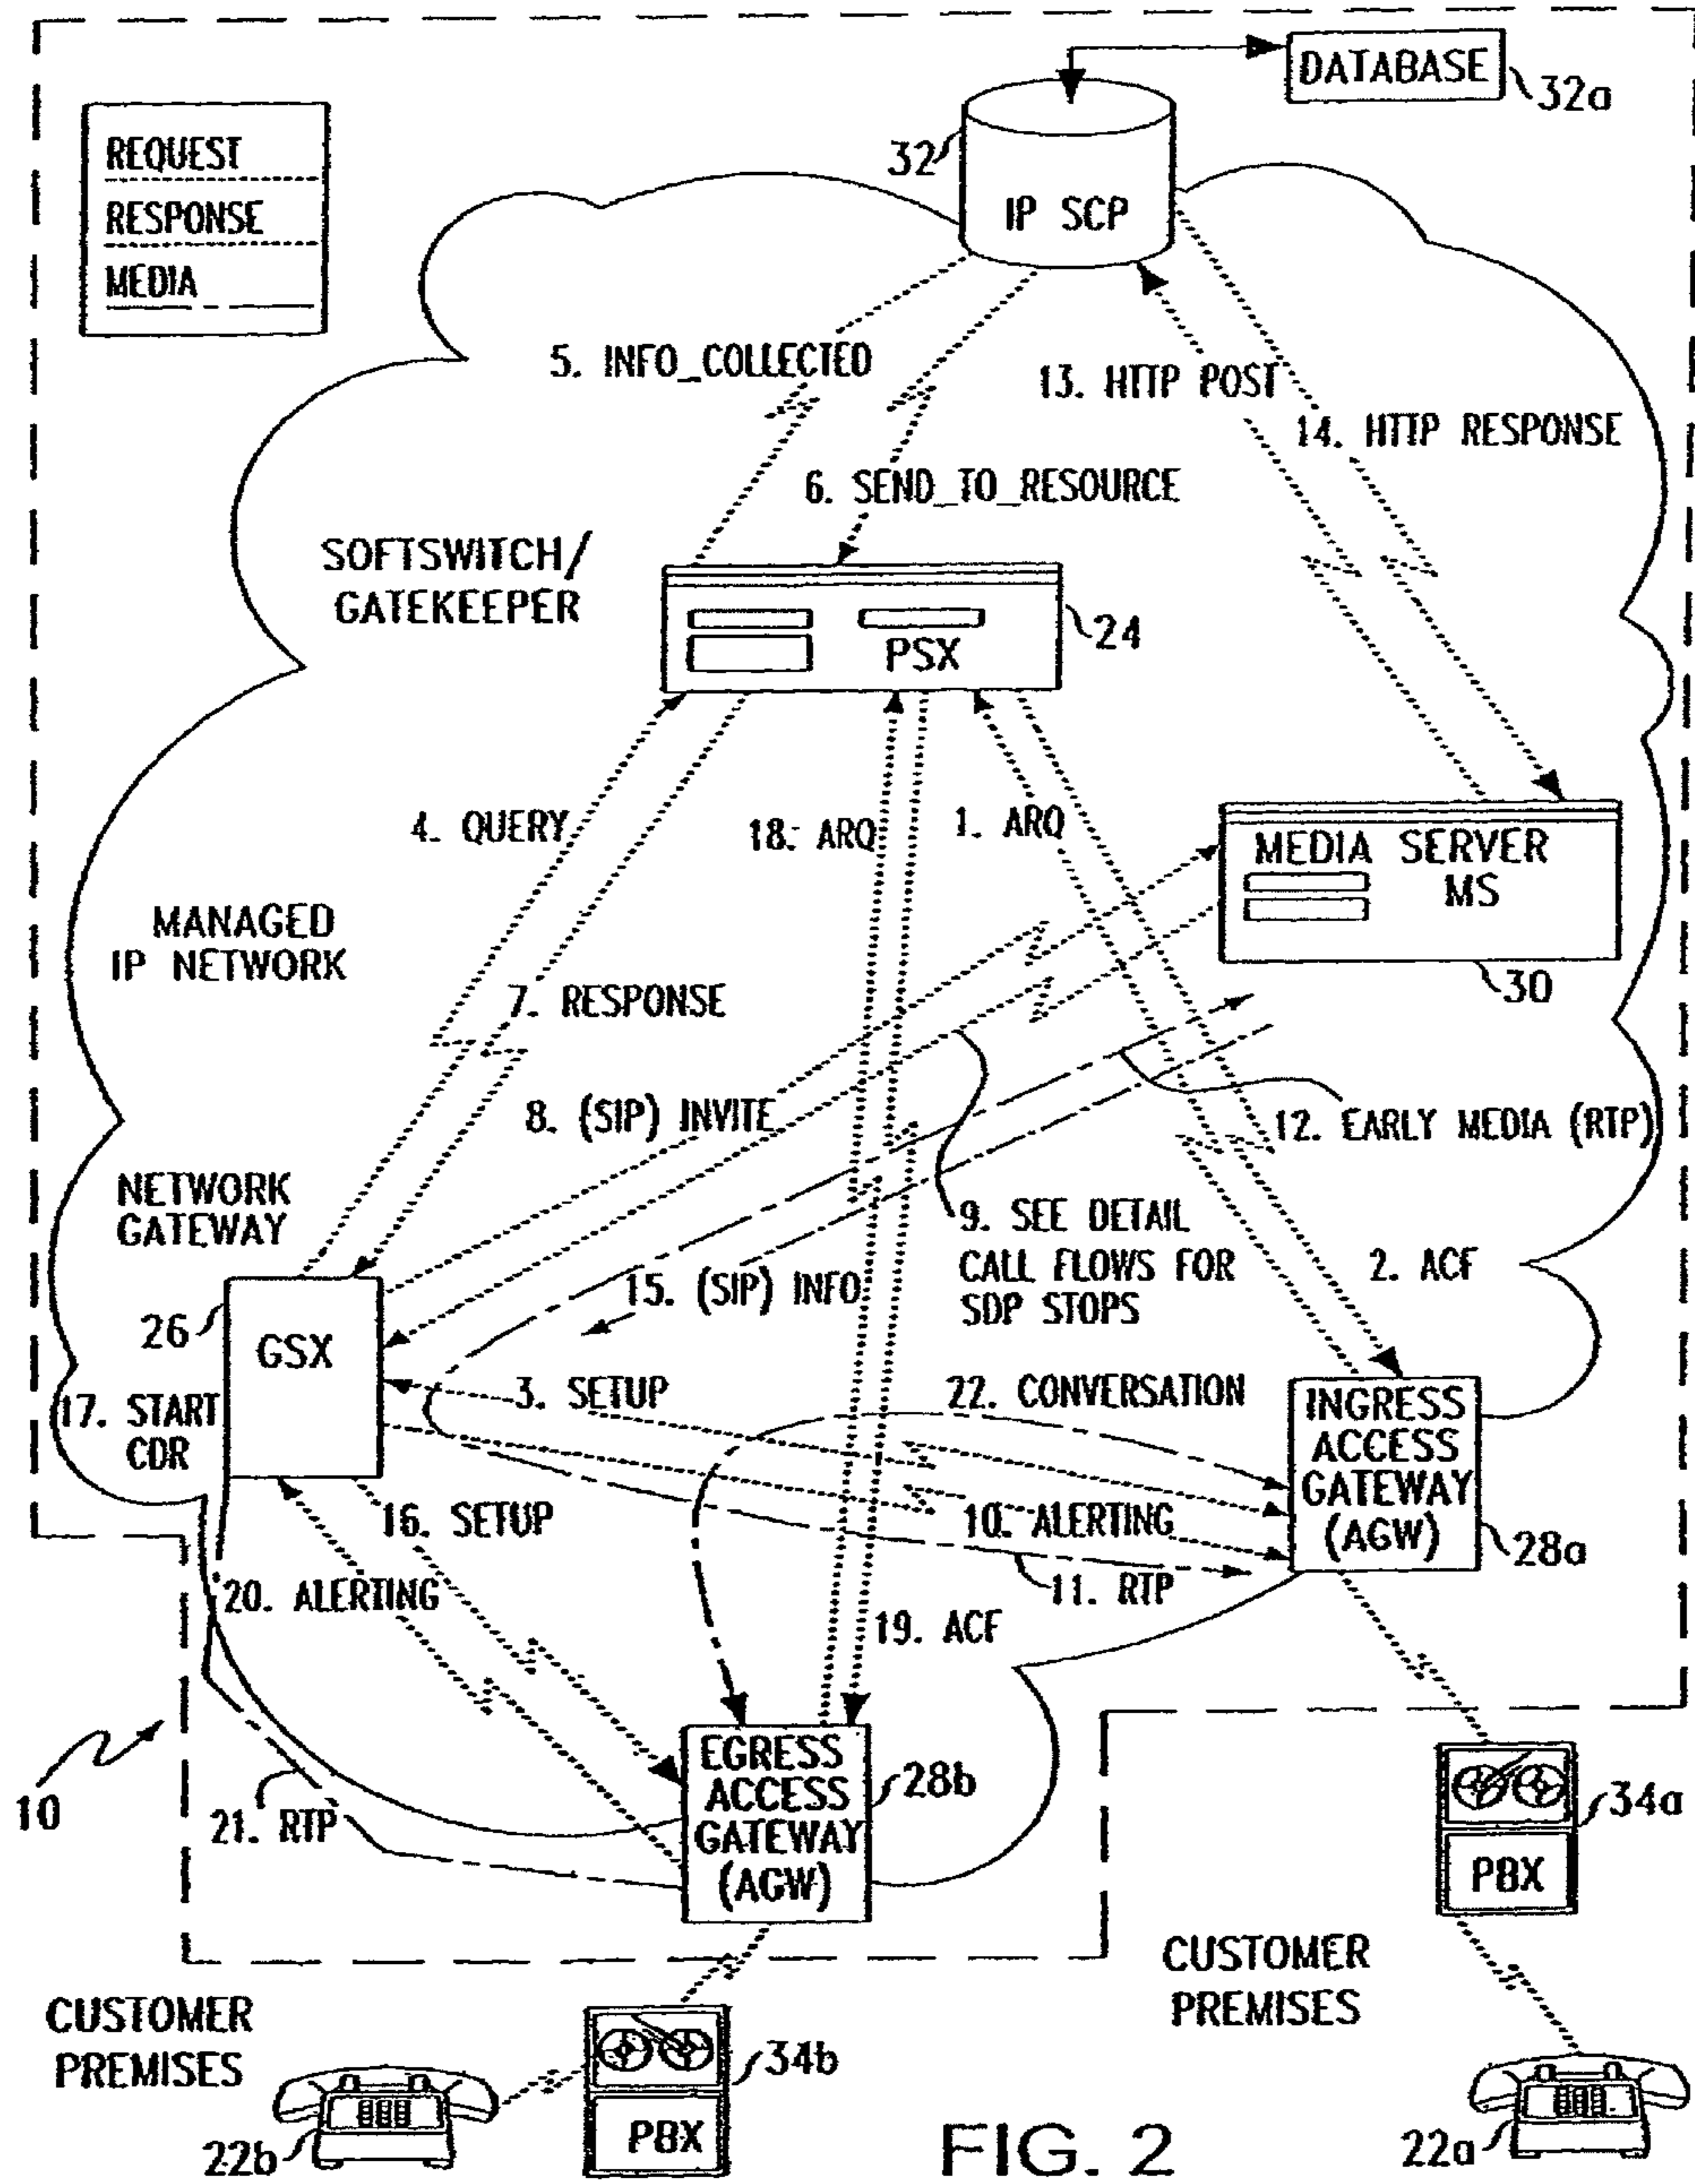 DATABASE
32a
32
IP SCP
REQUEST
RESPONSE
MEDIA
5. INFO_COLLECTED
13. HTTP POST
14. HTTP RESPONSE
6. SEND_TO_RESOURCE
SOFTSWITCH/
GATEKEEPER
24
PSX
4. QUERY
18. ARQ
1. ARQ
MEDIA SERVER
MS
30
MANAGED
IP NETWORK
7. RESPONSE
8. (SIP) INVITE
12. EARLY MEDIA (RTP)
NETWORK
GATEWAY
9. SEE DETAIL
CALL FLOWS FOR
SDP STOPS
2. ACF
15. (SIP) INFO
26
GSX
3. SETUP
22. CONVERSATION
INGRESS
ACCESS
GATEWAY
(AGW)
28a
17. START
CDR
16. SETUP
10. ALERTING
20. ALERTING
11. RTP
19. ACF
10
21. RTP
EGRESS
ACCESS
GATEWAY
(AGW)
28b
34a
PBX
CUSTOMER
PREMISES
CUSTOMER
PREMISES
34b
PBX
22b
22a
FIG. 2